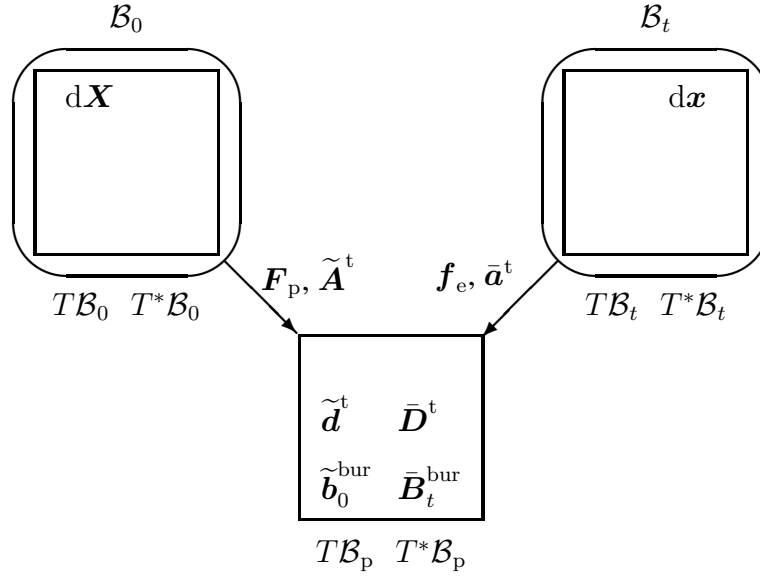 𝓑₀ 𝓑ₜ
d𝑿 d𝒙
𝑭ₚ, 𝑨̃ᵗ 𝒇ₑ, 𝒂̄ᵗ
T𝓑₀ T*𝓑₀ T𝓑ₜ T*𝓑ₜ
𝒅̃ᵗ 𝑫̄ᵗ
𝒃̃₀ᵇᵘʳ 𝑩̄ₜᵇᵘʳ
T𝓑ₚ T*𝓑ₚ